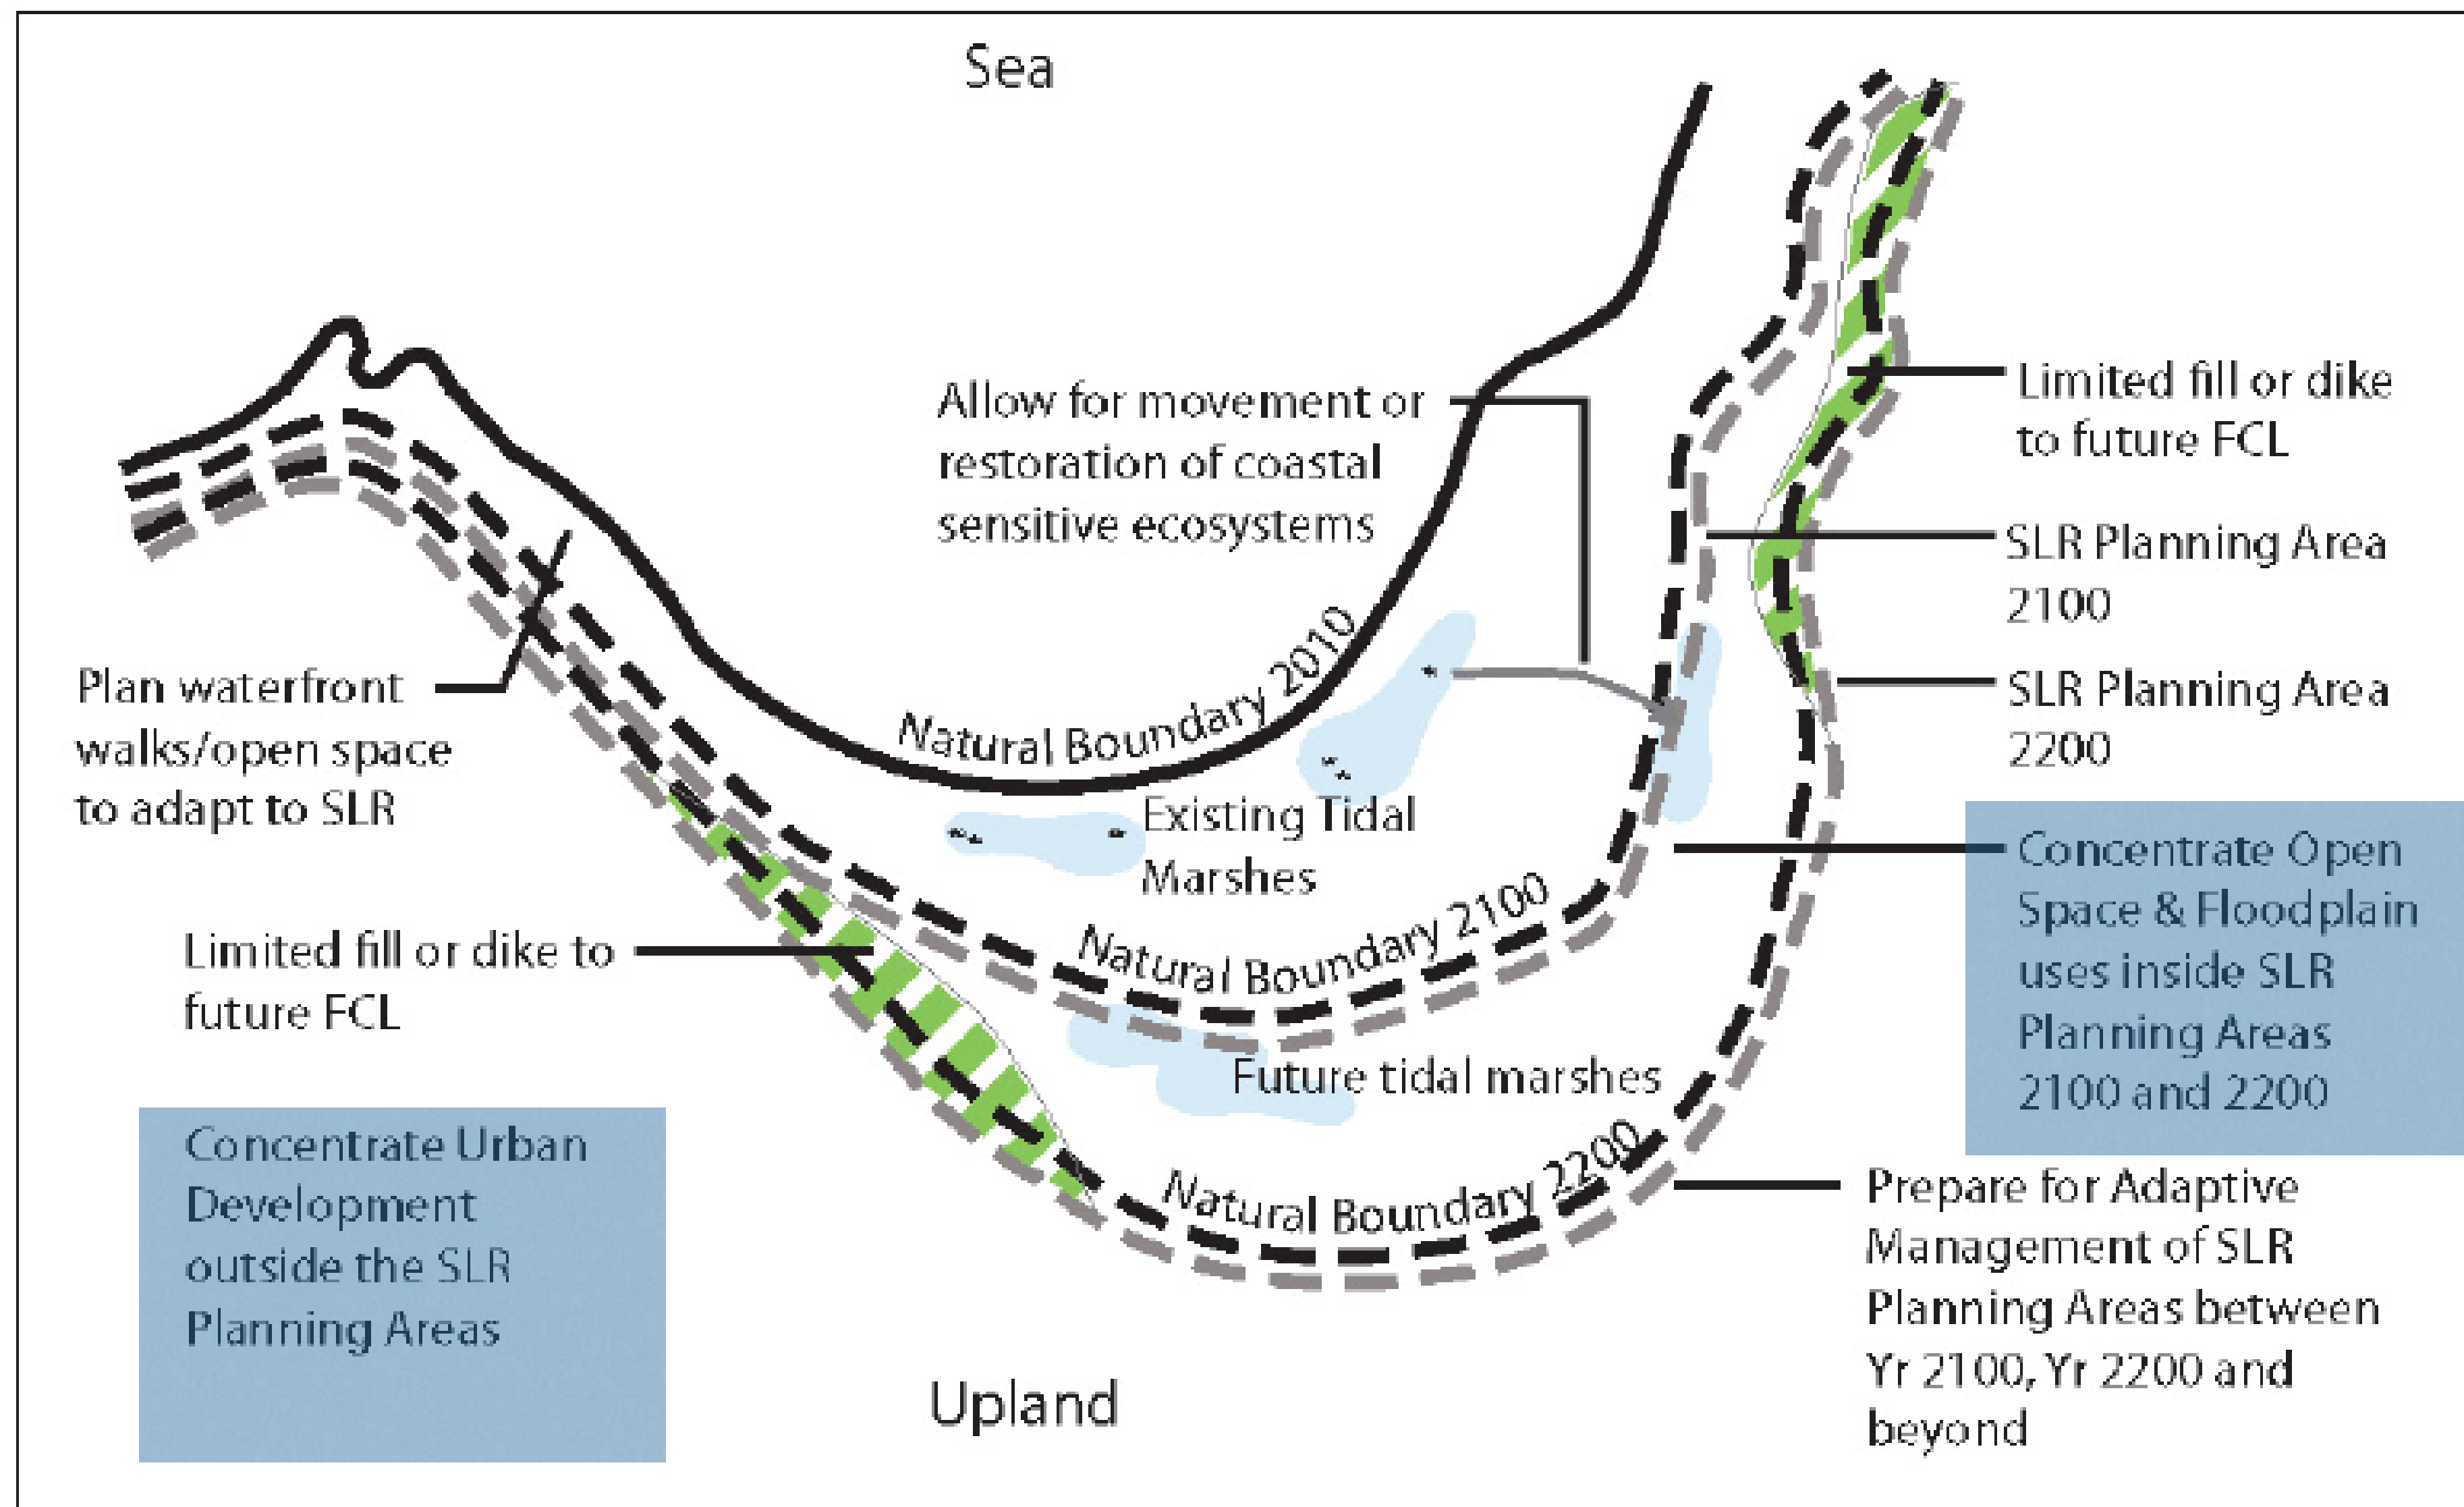 Sea
Allow for movement or
restoration of coastal
sensitive ecosystems
Limited fill or dike
to future FCL
SLR Planning Area
2100
SLR Planning Area
2200
Plan waterfront
walks/open space
to adapt to SLR
Natural Boundary 2010
Existing Tidal
Marshes
Concentrate Open
Space & Floodplain
uses inside SLR
Planning Areas
2100 and 2200
Natural Boundary 2100
Limited fill or dike to
future FCL
Future tidal marshes
Concentrate Urban
Development
outside the SLR
Planning Areas
Natural Boundary 2200
Prepare for Adaptive
Management of SLR
Planning Areas between
Yr 2100, Yr 2200 and
beyond
Upland